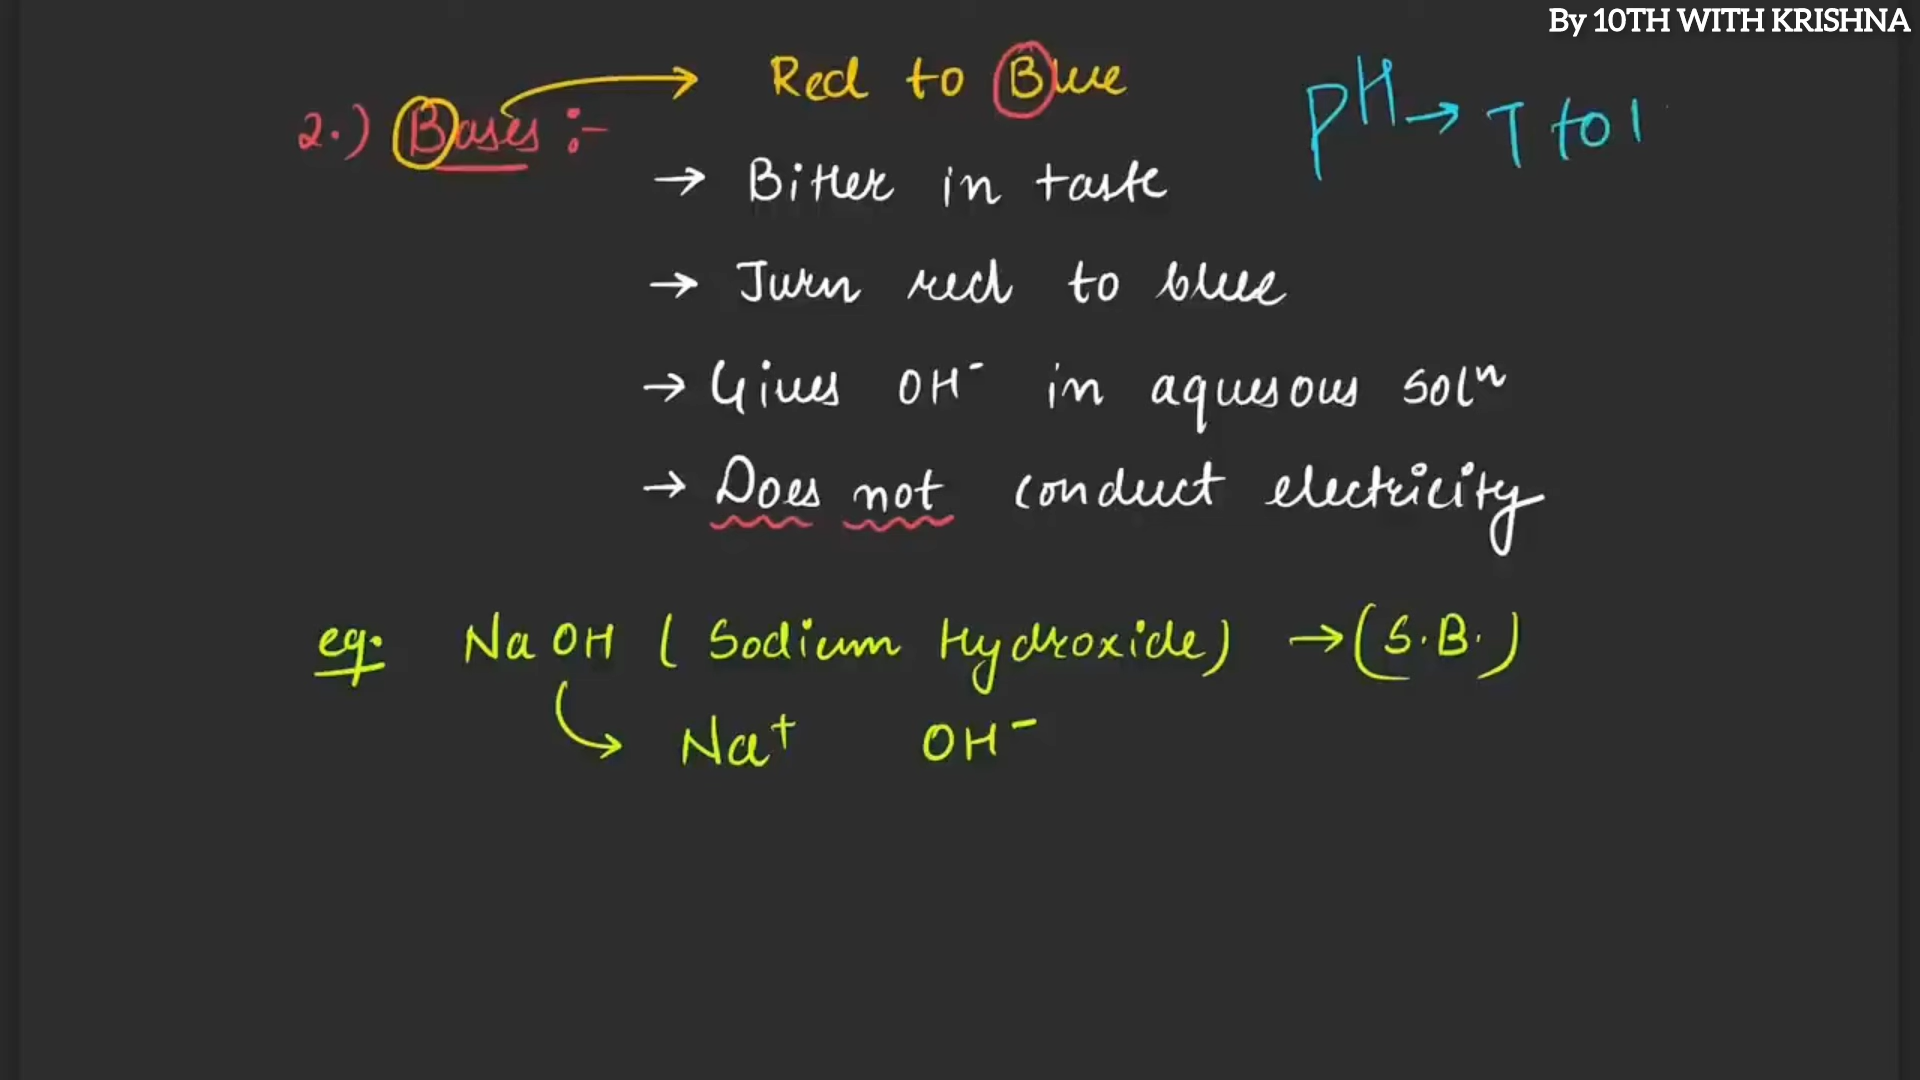 By 10TH WITH KRISHNA
Red to Blue
pH → 7 to 1
2.) Bases :-
→ Bitter in taste
→ Turn red to blue
→ Gives OH⁻ in aquesous solⁿ
→ Does not conduct electricity
eg. NaOH ( Sodium Hydroxide) → (S.B.)
Na⁺ OH⁻